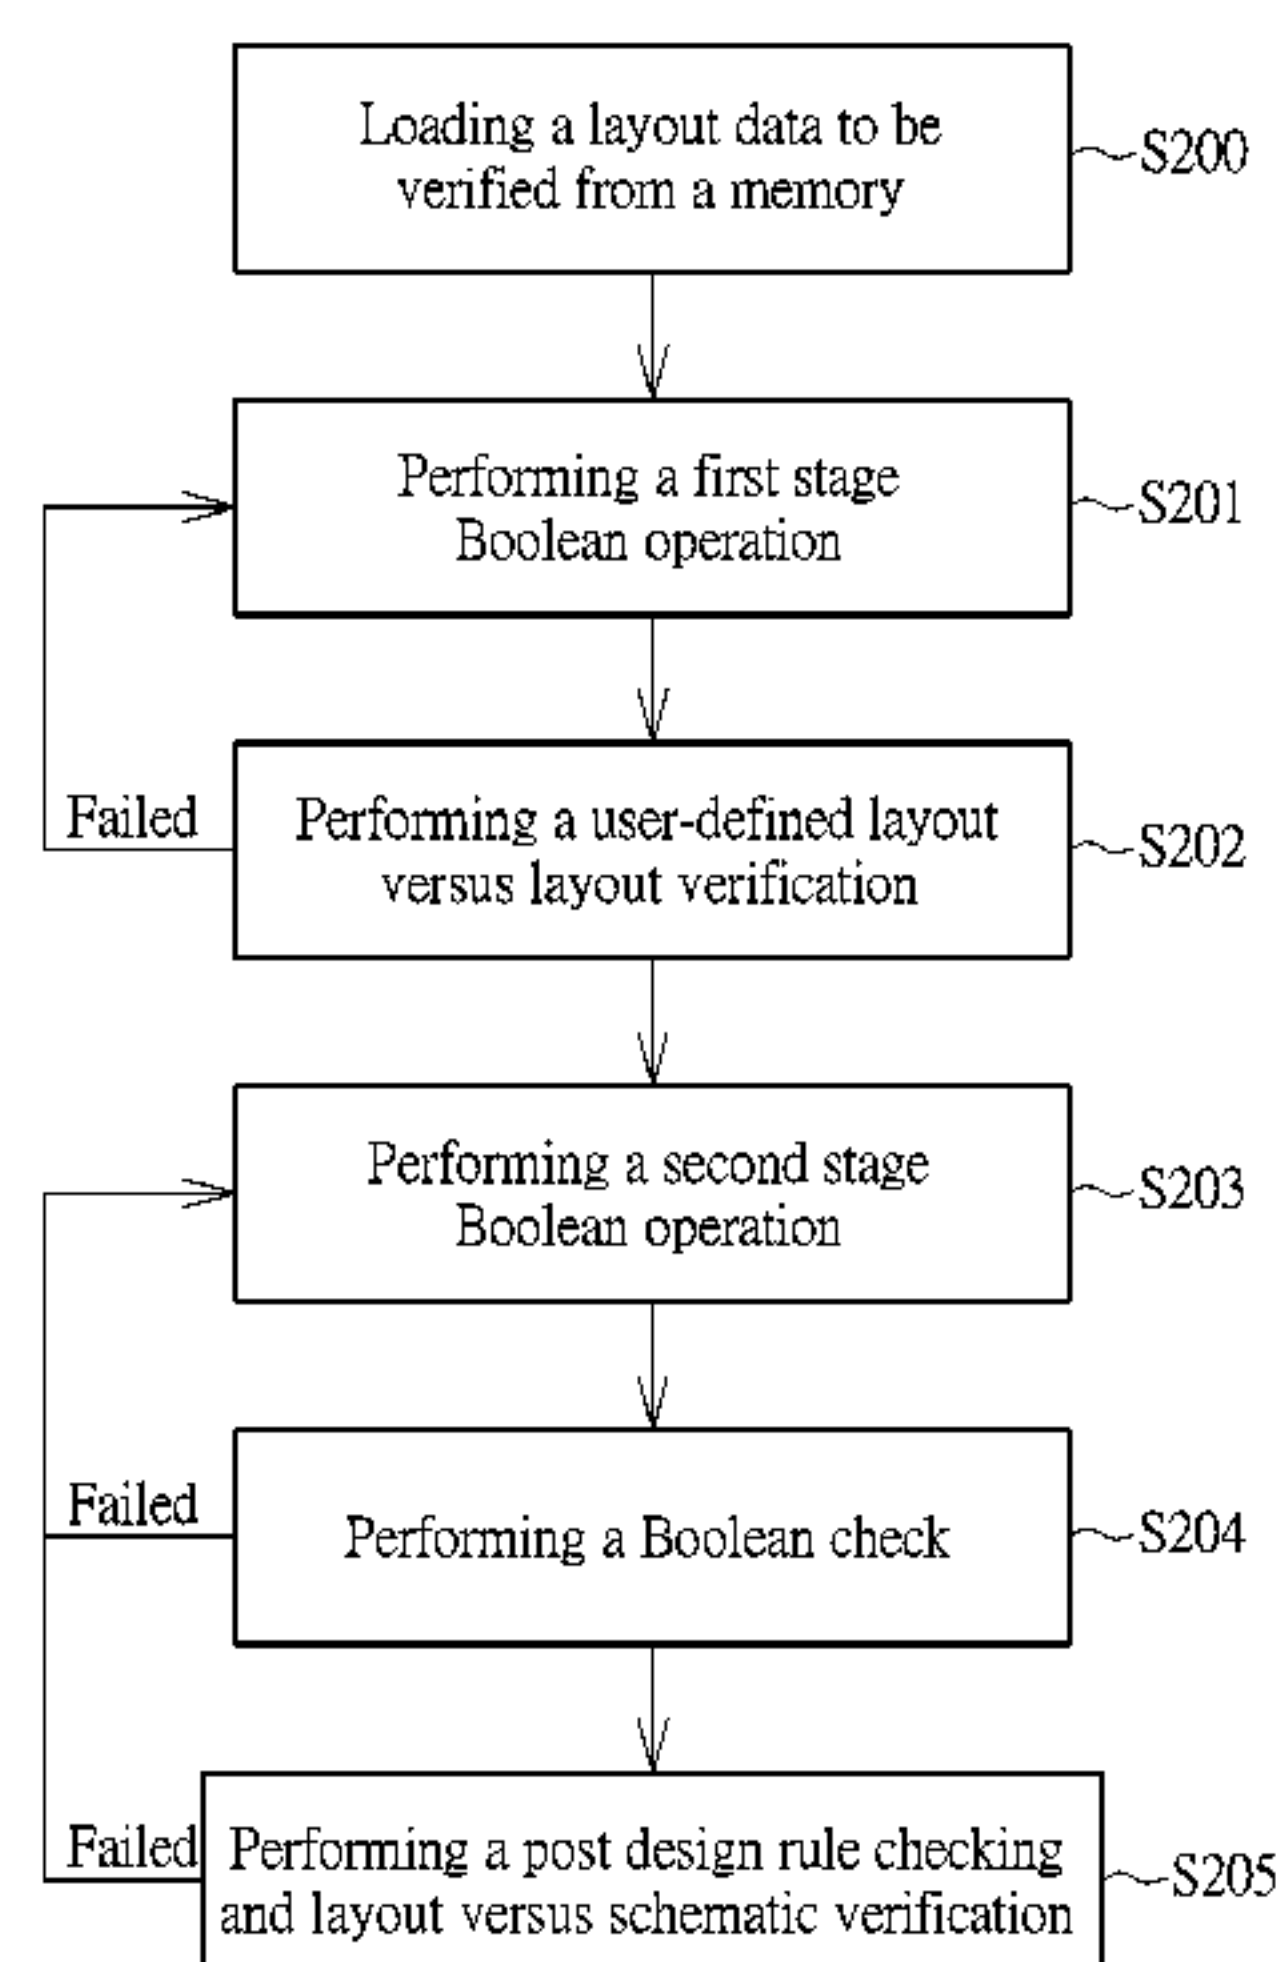 Loading a layout data to be
verified from a memory
S200
Performing a first stage
Boolean operation
S201
Failed
Performing a user-defined layout
versus layout verification
S202
Performing a second stage
Boolean operation
S203
Failed
Performing a Boolean check
S204
Failed
Performing a post design rule checking
and layout versus schematic verification
S205